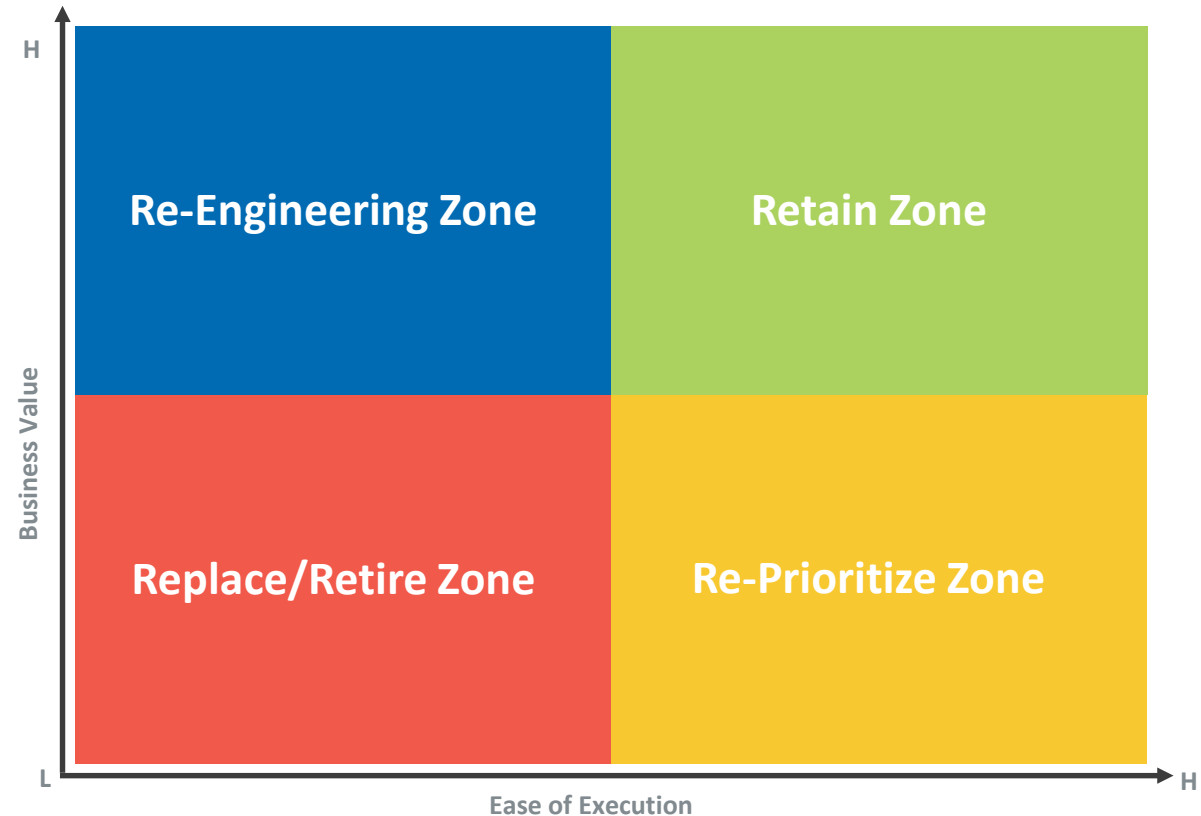 H
Re-Engineering Zone
Retain Zone
Business Value
Replace/Retire Zone
Re-Prioritize Zone
L
H
Ease of Execution